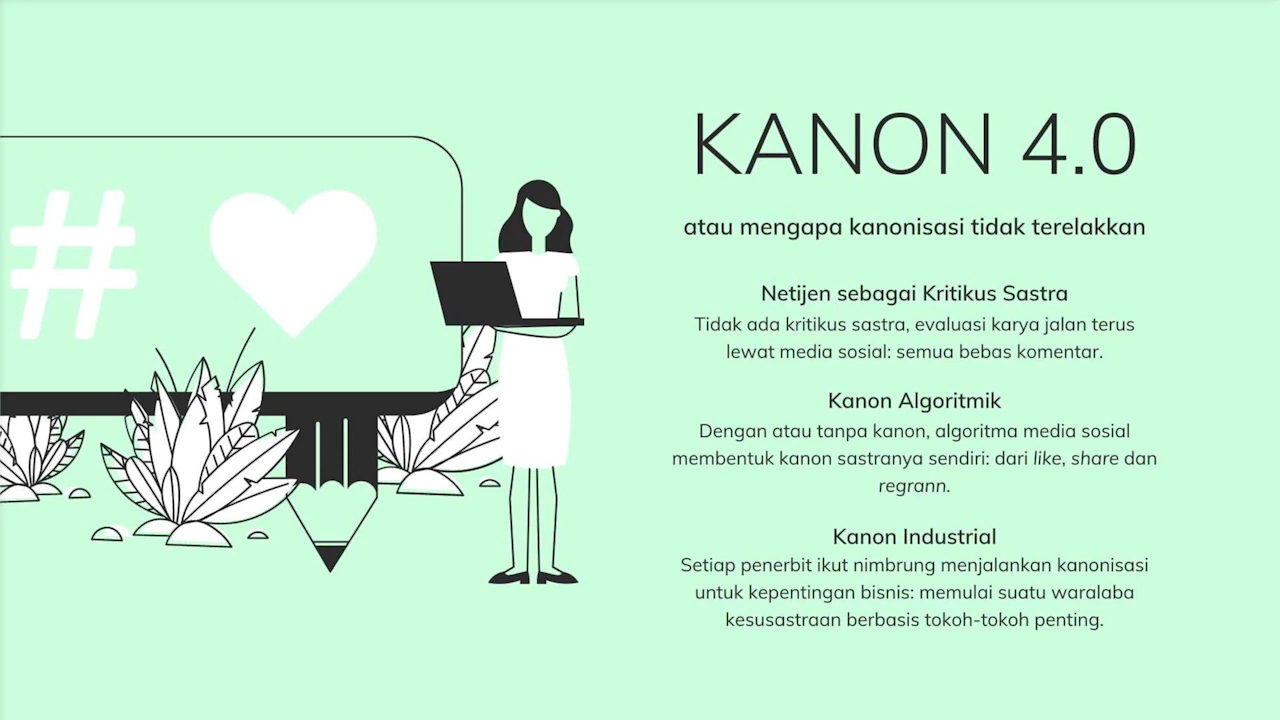 KANON 4.0
atau mengapa kanonisasi tidak terelakkan
Netijen sebagai Kritikus Sastra
Tidak ada kritikus sastra, evaluasi karya jalan terus
lewat media sosial: semua bebas komentar.
Kanon Algoritmik
Dengan atau tanpa kanon, algoritma media sosial
membentuk kanon sastranya sendiri: dari like, share dan
regrann.
Kanon Industrial
Setiap penerbit ikut nimbrung menjalankan kanonisasi
untuk kepentingan bisnis: memulai suatu waralaba
kesusastraan berbasis tokoh-tokoh penting.
#